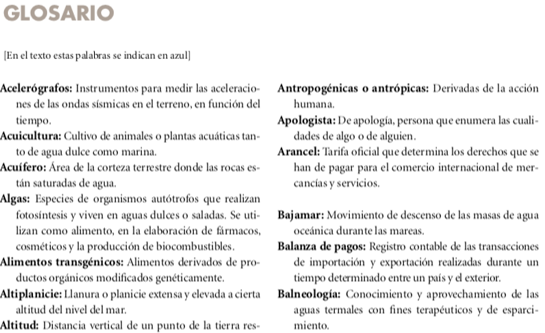 GLOSARIO
[En el texto estas palabras se indican en azul]
Acelerógrafos: Instrumentos para medir las aceleracio-
nes de las ondas sísmicas en el terreno, en función del
tiempo.
Acuicultura: Cultivo de animales o plantas acuáticas tan-
to de agua dulce como marina.
Acuífero: Área de la corteza terrestre donde las rocas es-
tán saturadas de agua.
Algas: Especies de organismos autótrofos que realizan
fotosíntesis y viven en aguas dulces o saladas. Se uti-
lizan como alimento, en la elaboración de fármacos,
cosméticos y la producción de biocombustibles.
Alimentos transgénicos: Alimentos derivados de pro-
ductos orgánicos modificados genéticamente.
Altiplanicie: Llanura o planicie extensa y elevada a cierta
altitud del nivel del mar.
Altitud: Distancia vertical de un punto de la tierra res-
Antropogénicas o antrópicas: Derivadas de la acción
humana.
Apologista: De apología, persona que enumera las cuali-
dades de algo o de alguien.
Arancel: Tarifa oficial que determina los derechos que se
han de pagar para el comercio internacional de mer-
cancías y servicios.
Bajamar: Movimiento de descenso de las masas de agua
oceánica durante las mareas.
Balanza de pagos: Registro contable de las transacciones
de importación y exportación realizadas durante un
tiempo determinado entre un país y el exterior.
Balneología: Conocimiento y aprovechamiento de las
aguas termales con fines terapéuticos y de esparci-
miento.